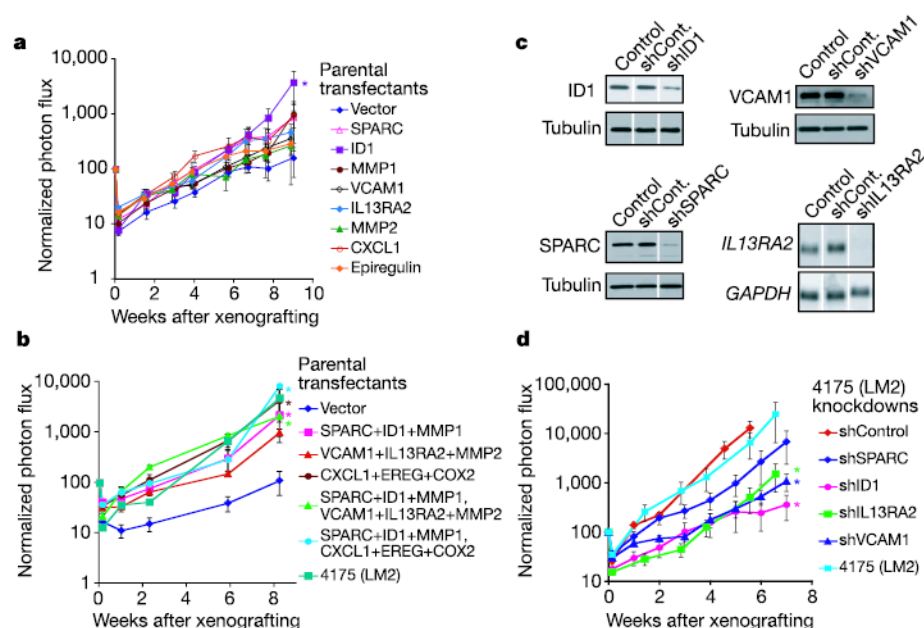 a
Normalized photon flux
10,000
1,000
100
10
1
0 2 4 6 8 10
Weeks after xenografting
Parental
transfectants
Vector
SPARC
ID1
MMP1
VCAM1
IL13RA2
MMP2
CXCL1
Epiregulin
*
b
Normalized photon flux
10,000
1,000
100
10
1
0 2 4 6 8
Weeks after xenografting
Parental
transfectants
Vector
SPARC+ID1+MMP1
VCAM1+IL13RA2+MMP2
CXCL1+EREG+COX2
SPARC+ID1+MMP1,
VCAM1+IL13RA2+MMP2
SPARC+ID1+MMP1,
CXCL1+EREG+COX2
4175 (LM2)
*
*
*
*
c
Control
shCont.
shID1
ID1
Tubulin
Control
shCont.
shVCAM1
VCAM1
Tubulin
Control
shCont.
shSPARC
SPARC
Tubulin
Control
shCont.
shIL13RA2
IL13RA2
GAPDH
d
Normalized photon flux
100,000
10,000
1,000
100
10
0 2 4 6 8
Weeks after xenografting
4175 (LM2)
knockdowns
shControl
shSPARC
shID1
shIL13RA2
shVCAM1
4175 (LM2)
*
*
*